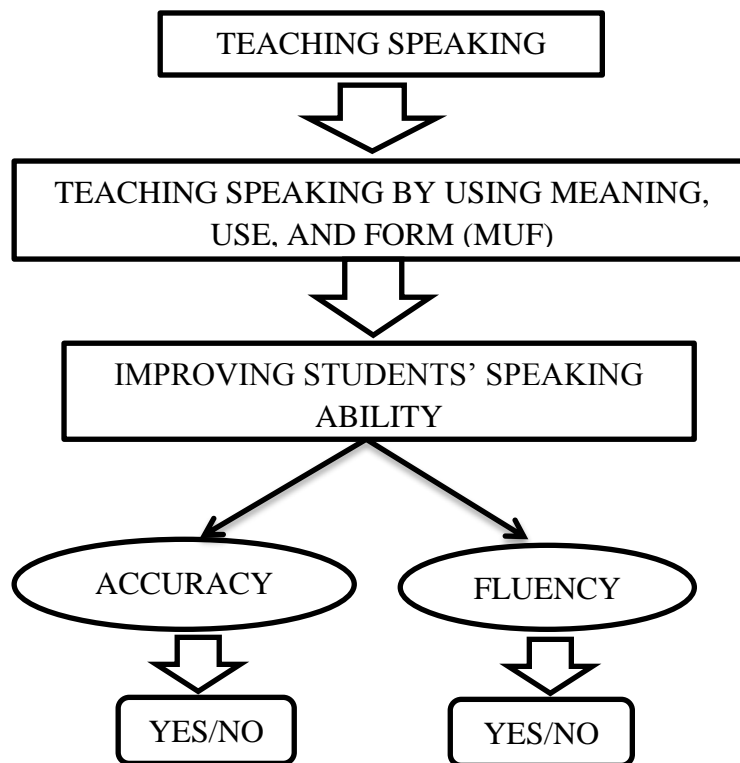 TEACHING SPEAKING
TEACHING SPEAKING BY USING MEANING,
USE, AND FORM (MUF)
IMPROVING STUDENTS’ SPEAKING
ABILITY
ACCURACY
FLUENCY
YES/NO
YES/NO